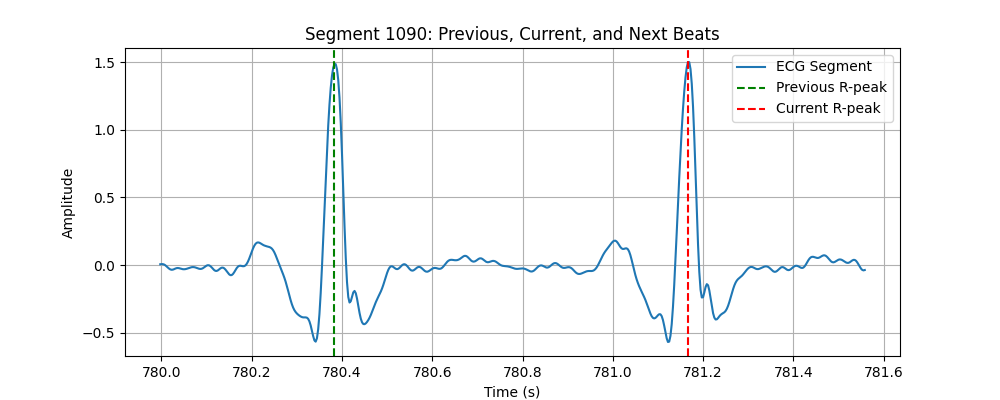 Segment 1090: Previous, Current, and Next Beats
ECG Segment
Previous R-peak
Current R-peak
1.5
1.0
0.5
0.0
−0.5
Amplitude
780.0 780.2 780.4 780.6 780.8 781.0 781.2 781.4 781.6
Time (s)